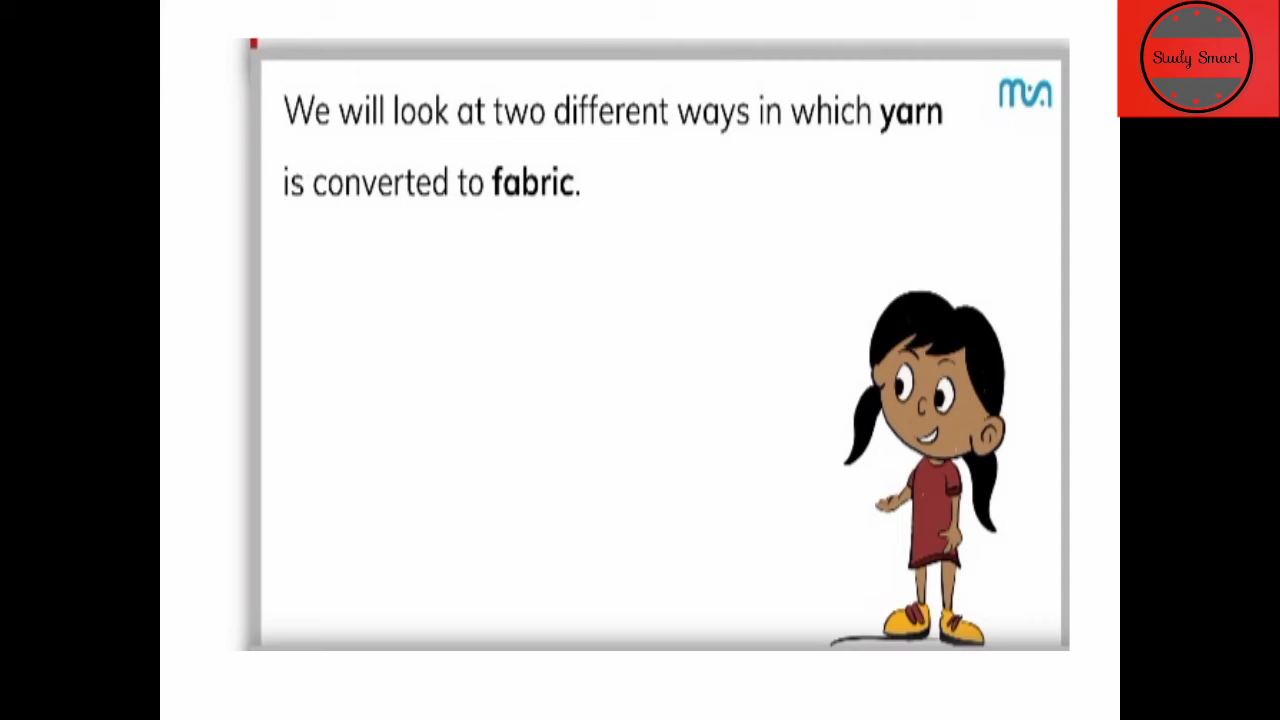 Study Smart
We will look at two different ways in which yarn
is converted to fabric.